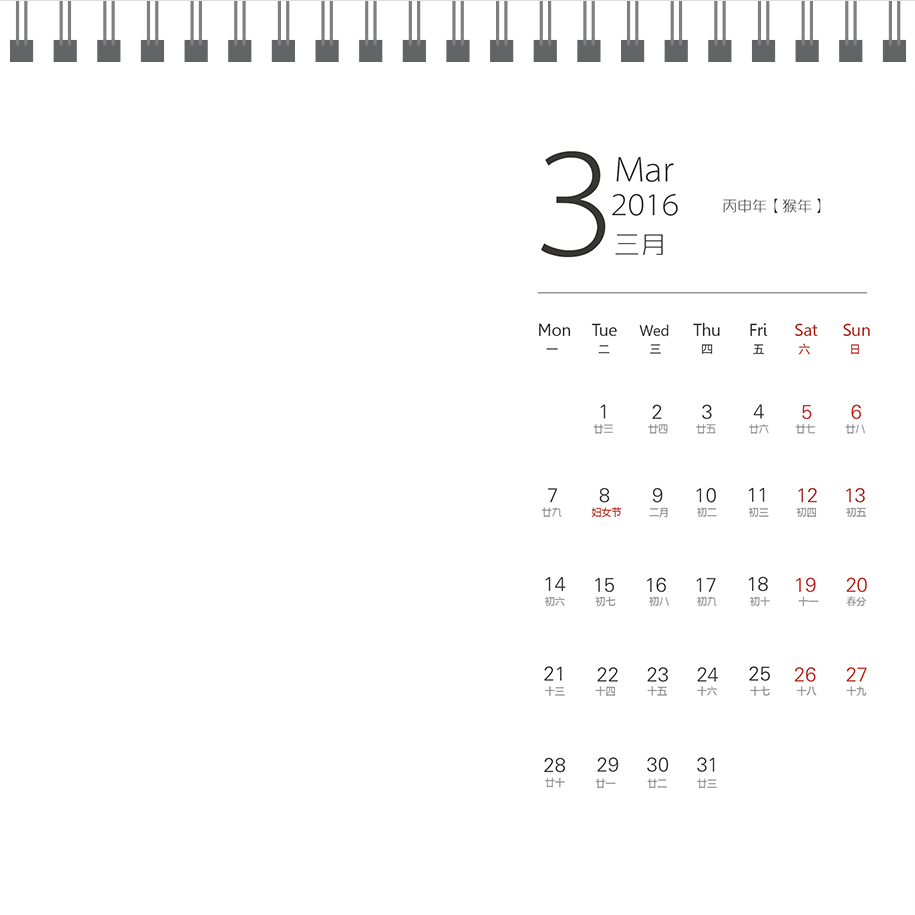 3
Mar
2016
三月
丙申年【猴年】
Mon Tue Wed Thu Fri Sat Sun
一 二 三 四 五 六 日
1 2 3 4 5 6
廿三 廿四 廿五 廿六 廿七 廿八
7 8 9 10 11 12 13
廿九 妇女节 二月 初二 初三 初四 初五
14 15 16 17 18 19 20
初六 初七 初八 初九 初十 十一 春分
21 22 23 24 25 26 27
十三 十四 十五 十六 十七 十八 十九
28 29 30 31
廿十 廿一 廿二 廿三